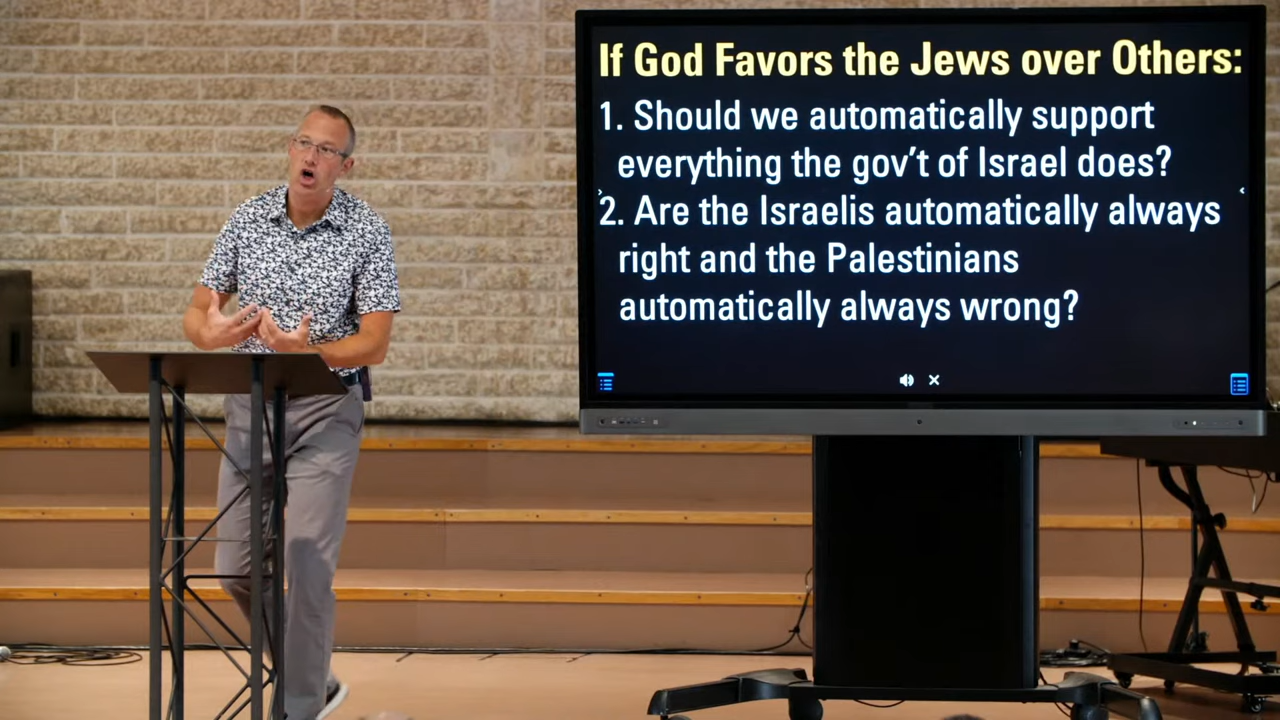 If God Favors the Jews over Others:
1. Should we automatically support
everything the gov't of Israel does?
2. Are the Israelis automatically always
right and the Palestinians
automatically always wrong?